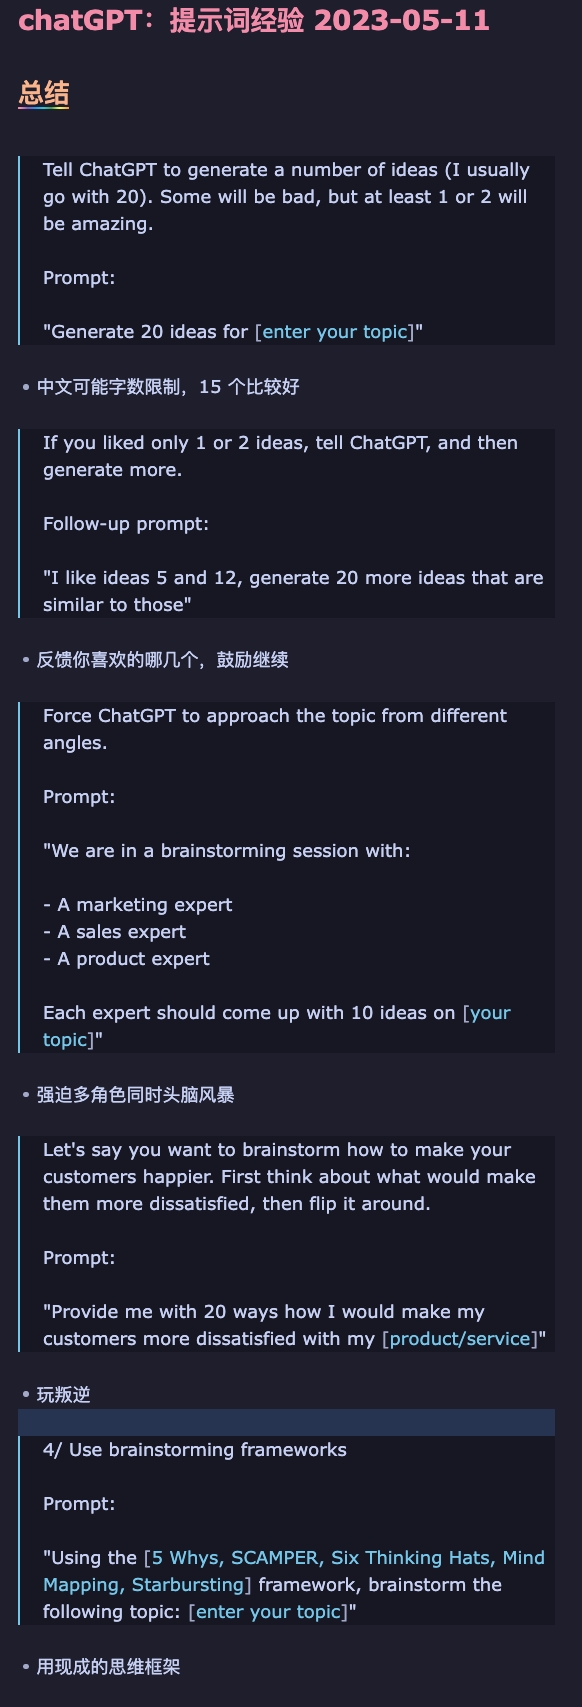 chatGPT：提示词经验 2023-05-11
总结
Tell ChatGPT to generate a number of ideas (I usually
go with 20). Some will be bad, but at least 1 or 2 will
be amazing.
Prompt:
"Generate 20 ideas for [enter your topic]"
• 中文可能字数限制，15 个比较好
If you liked only 1 or 2 ideas, tell ChatGPT, and then
generate more.
Follow-up prompt:
"I like ideas 5 and 12, generate 20 more ideas that are
similar to those"
• 反馈你喜欢的哪几个，鼓励继续
Force ChatGPT to approach the topic from different
angles.
Prompt:
"We are in a brainstorming session with:
- A marketing expert
- A sales expert
- A product expert
Each expert should come up with 10 ideas on [your
topic]"
• 强迫多角色同时头脑风暴
Let's say you want to brainstorm how to make your
customers happier. First think about what would make
them more dissatisfied, then flip it around.
Prompt:
"Provide me with 20 ways how I would make my
customers more dissatisfied with my [product/service]"
• 玩叛逆
4/ Use brainstorming frameworks
Prompt:
"Using the [5 Whys, SCAMPER, Six Thinking Hats, Mind
Mapping, Starbursting] framework, brainstorm the
following topic: [enter your topic]"
• 用现成的思维框架